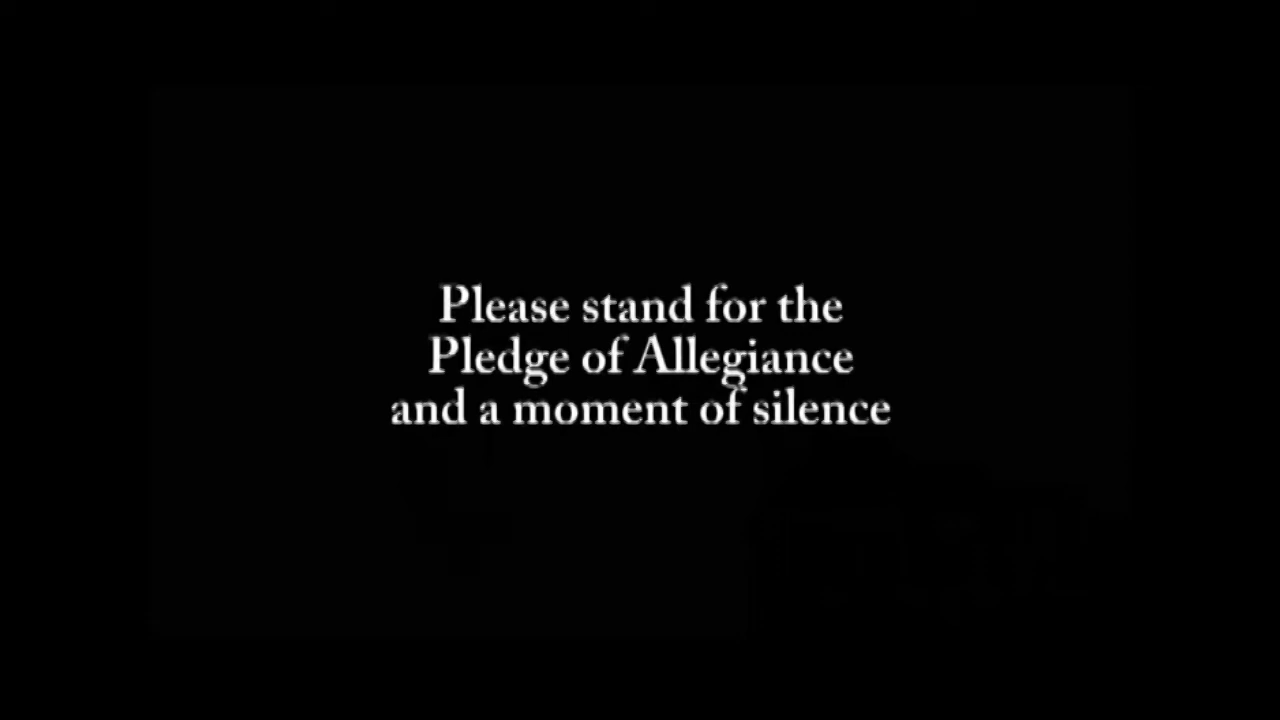 Please stand for the
Pledge of Allegiance
and a moment of silence